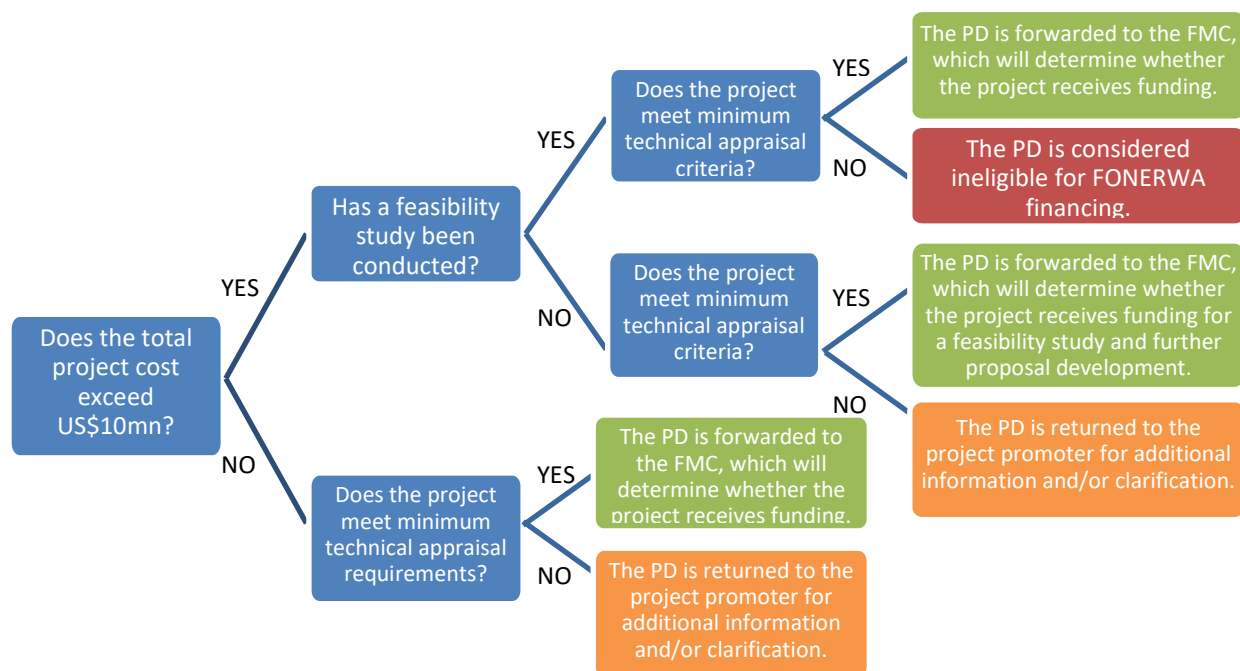 Does the total
project cost
exceed
US$10mn?
YES
NO
Has a feasibility
study been
conducted?
YES
NO
Does the project
meet minimum
technical appraisal
criteria?
YES
NO
The PD is forwarded to the FMC,
which will determine whether
the project receives funding.
The PD is considered
ineligible for FONERWA
financing.
Does the project
meet minimum
technical appraisal
criteria?
YES
NO
The PD is forwarded to the FMC,
which will determine whether
the project receives funding for
a feasibility study and further
proposal development.
The PD is returned to the
project promoter for additional
information and/or clarification.
Does the project
meet minimum
technical appraisal
requirements?
YES
NO
The PD is forwarded to
the FMC, which will
determine whether the
project receives funding.
The PD is returned to the
project promoter for
additional information
and/or clarification.